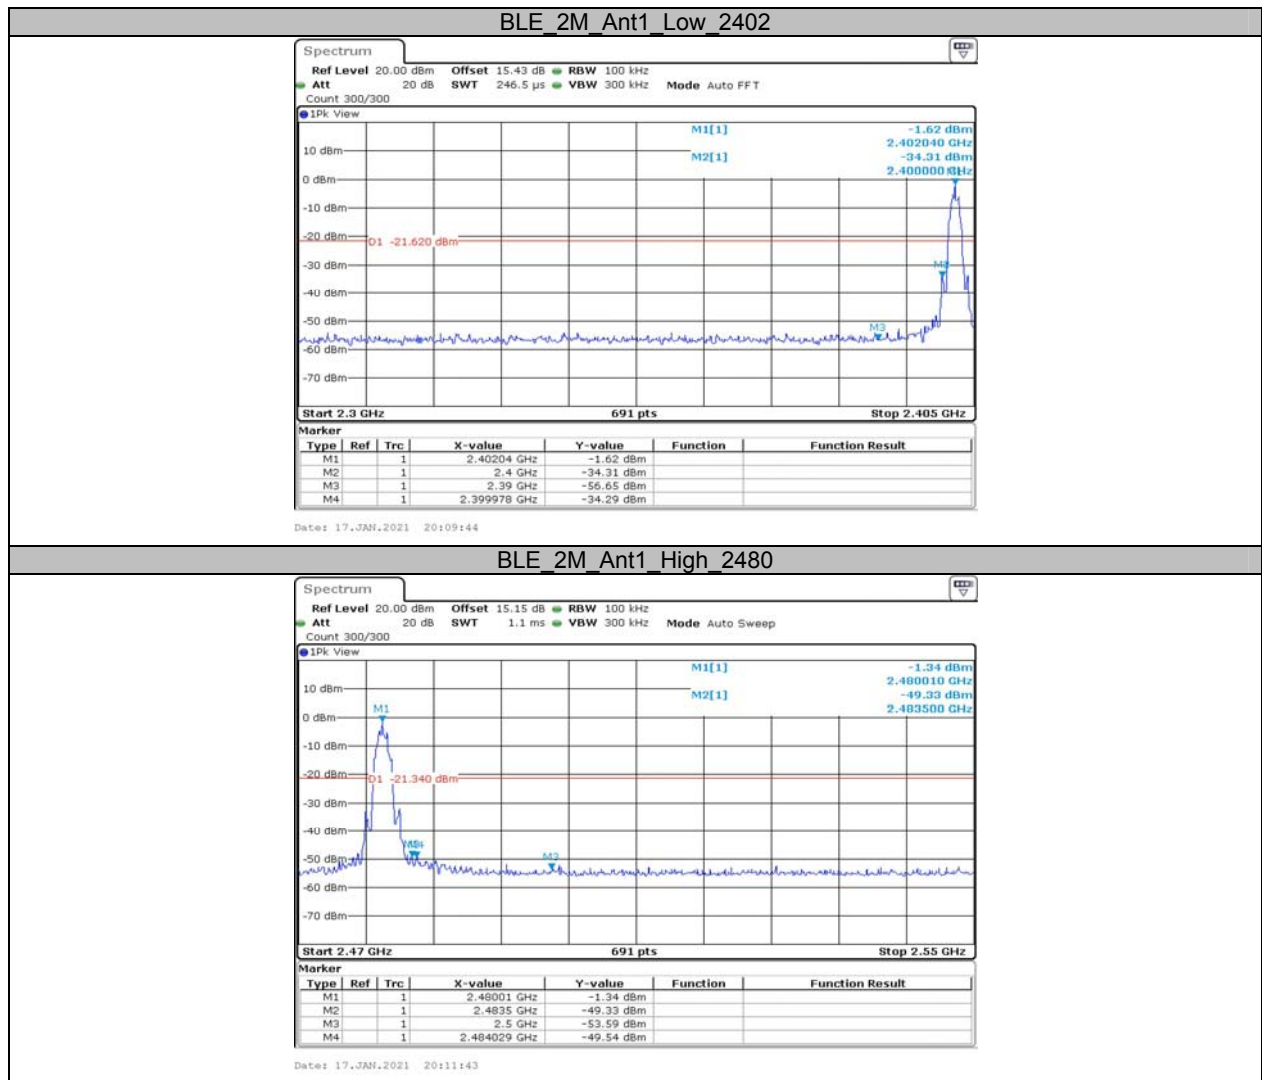 BLE_2M_Ant1_Low_2402
Spectrum
Ref Level 20.00 dBm Offset 15.43 dB RBW 100 kHz
Att 20 dB SWT 246.5 µs VBW 300 kHz Mode Auto FFT
Count 300/300
1Pk View
M1[1] -1.62 dBm
2.402040 GHz
M2[1] -34.31 dBm
2.400000 GHz
10 dBm
0 dBm
-10 dBm
-20 dBm
D1 -21.620 dBm
-30 dBm
M2
-40 dBm
-50 dBm
M3
-60 dBm
-70 dBm
Start 2.3 GHz 691 pts Stop 2.405 GHz
Marker
Type Ref Trc X-value Y-value Function Function Result
M1 1 2.40204 GHz -1.62 dBm
M2 1 2.4 GHz -34.31 dBm
M3 1 2.39 GHz -56.65 dBm
M4 1 2.399978 GHz -34.29 dBm
Date: 17.JAN.2021 20:09:44
BLE_2M_Ant1_High_2480
Spectrum
Ref Level 20.00 dBm Offset 15.15 dB RBW 100 kHz
Att 20 dB SWT 1.1 ms VBW 300 kHz Mode Auto Sweep
Count 300/300
1Pk View
M1[1] -1.34 dBm
2.480010 GHz
M2[1] -49.33 dBm
2.483500 GHz
10 dBm
M1
0 dBm
-10 dBm
-20 dBm
D1 -21.340 dBm
-30 dBm
-40 dBm
M4
-50 dBm
M3
-60 dBm
-70 dBm
Start 2.47 GHz 691 pts Stop 2.55 GHz
Marker
Type Ref Trc X-value Y-value Function Function Result
M1 1 2.48001 GHz -1.34 dBm
M2 1 2.4835 GHz -49.33 dBm
M3 1 2.5 GHz -53.59 dBm
M4 1 2.484029 GHz -49.54 dBm
Date: 17.JAN.2021 20:11:43